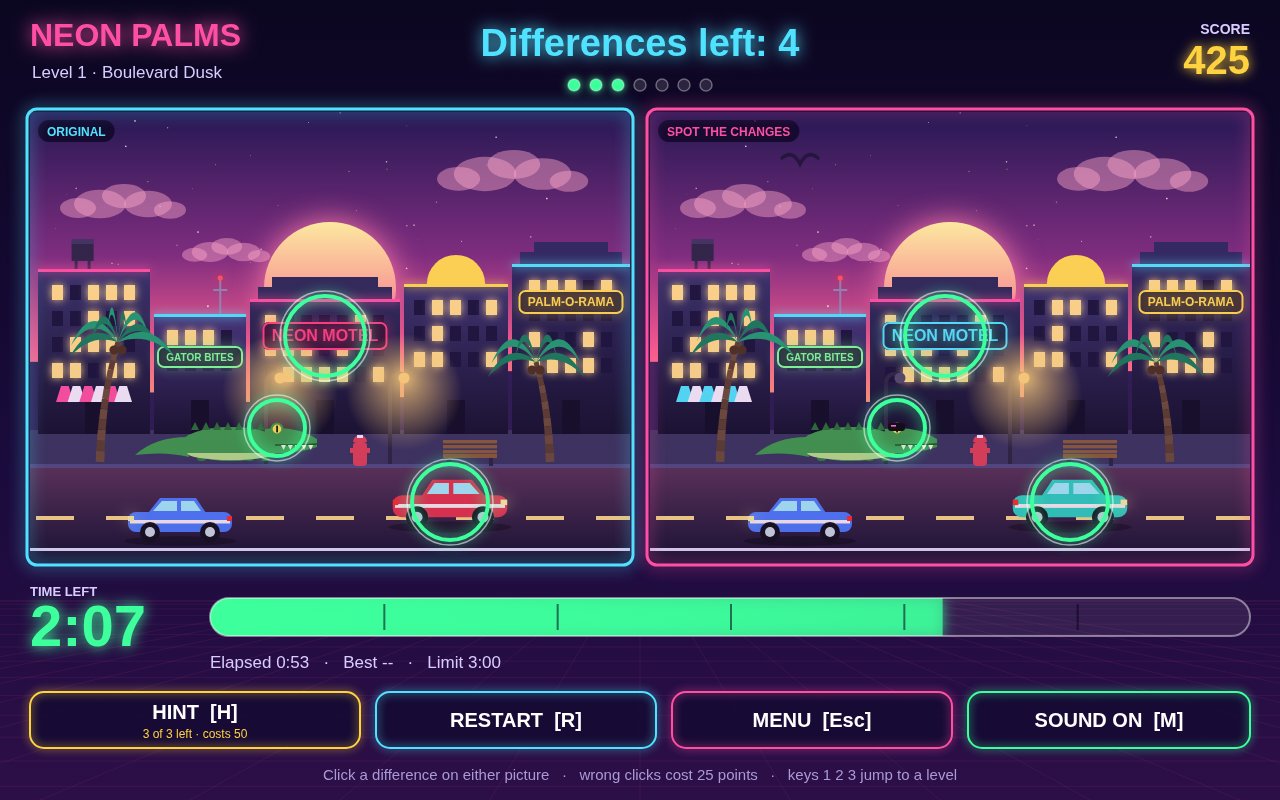 NEON PALMS
Level 1 · Boulevard Dusk
Differences left: 4
SCORE
425
ORIGINAL
PALM-O-RAMA
NEON MOTEL
GATOR BITES
SPOT THE CHANGES
PALM-O-RAMA
NEON MOTEL
GATOR BITES
TIME LEFT
2:07
Elapsed 0:53 · Best -- · Limit 3:00
HINT [H]
3 of 3 left · costs 50
RESTART [R]
MENU [Esc]
SOUND ON [M]
Click a difference on either picture · wrong clicks cost 25 points · keys 1 2 3 jump to a level